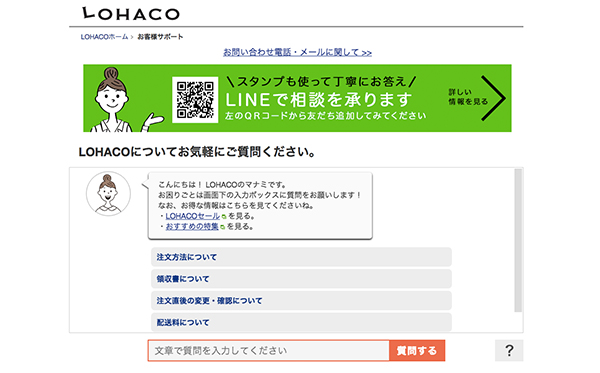 LOHACO
LOHACOホーム › お客様サポート
お問い合わせ電話・メールに関して >>
スタンプも使って丁寧にお答え
LINEで相談を承ります
左のQRコードから友だち追加してみてください
詳しい
情報を見る
LOHACOについてお気軽にご質問ください。
こんにちは！ LOHACOのマナミです。
お困りごとは画面下の入力ボックスに質問をお願いします！
なお、お得な情報はこちらを見てくださいね。
・LOHACOセールを見る。
・おすすめの特集を見る。
注文方法について
領収書について
注文直後の変更・確認について
配送料について
文章で質問を入力してください
質問する
?